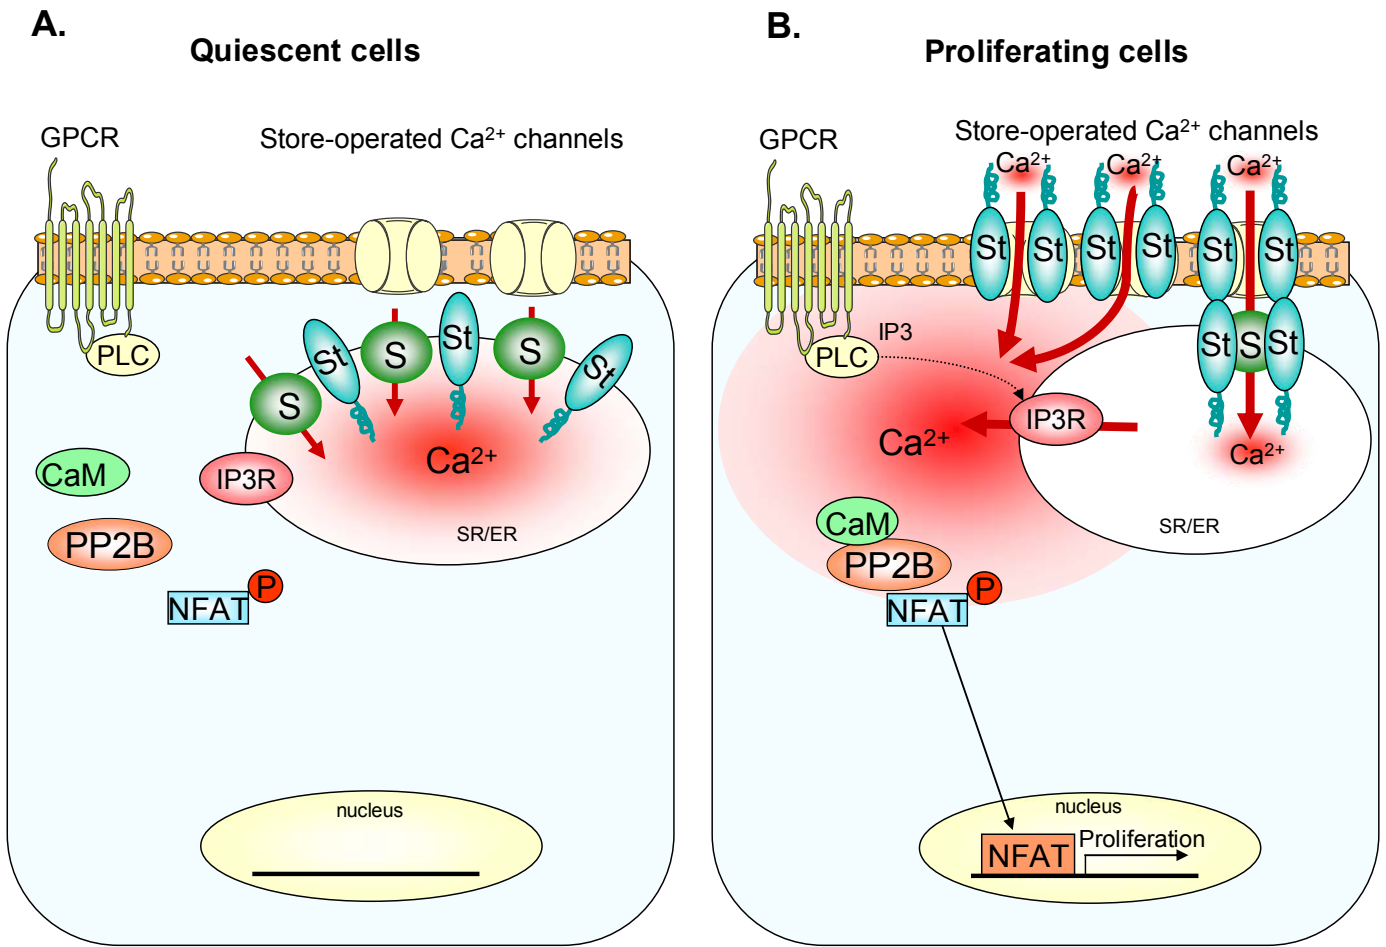 A.
Quiescent cells
GPCR
Store-operated Ca²⁺ channels
PLC
S
St
S
St
S
St
Ca²⁺
IP3R
SR/ER
CaM
PP2B
P
NFAT
nucleus
B.
Proliferating cells
GPCR
Store-operated Ca²⁺ channels
Ca²⁺
Ca²⁺
Ca²⁺
St
St
St
St
St
St
IP3
PLC
St
S
St
IP3R
Ca²⁺
Ca²⁺
SR/ER
CaM
PP2B
P
NFAT
nucleus
Proliferation
NFAT